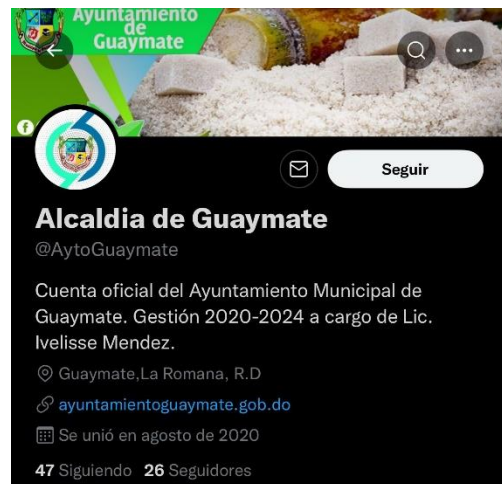 Ayuntamiento
de
Guaymate
Seguir
Alcaldia de Guaymate
@AytoGuaymate
Cuenta oficial del Ayuntamiento Municipal de
Guaymate. Gestión 2020-2024 a cargo de Lic.
Ivelisse Mendez.
Guaymate,La Romana, R.D
ayuntamientoguaymate.gob.do
Se unió en agosto de 2020
47 Siguiendo 26 Seguidores